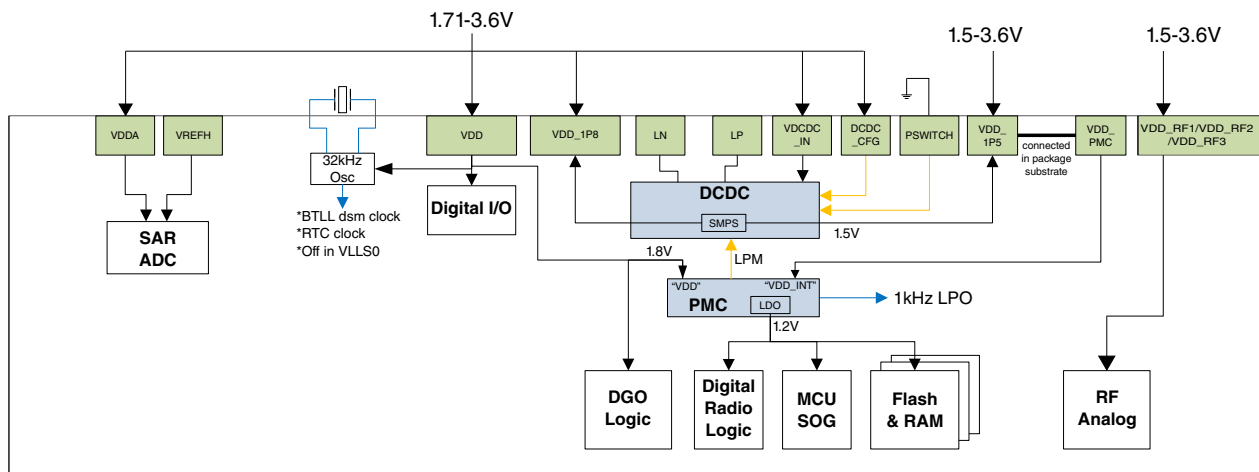 1.71-3.6V
1.5-3.6V
1.5-3.6V
VDDA
VREFH
VDD
VDD_1P8
LN
LP
VDCDC
_IN
DCDC
_CFG
PSWITCH
VDD_
1P5
connected
in package
substrate
VDD_
PMC
VDD_RF1/VDD_RF2
/VDD_RF3
32kHz
Osc
*BTLL dsm clock
*RTC clock
*Off in VLLS0
Digital I/O
SAR
ADC
DCDC
SMPS
1.5V
1.8V
LPM
"VDD"
"VDD_INT"
PMC
LDO
1kHz LPO
1.2V
DGO
Logic
Digital
Radio
Logic
MCU
SOG
Flash
& RAM
RF
Analog